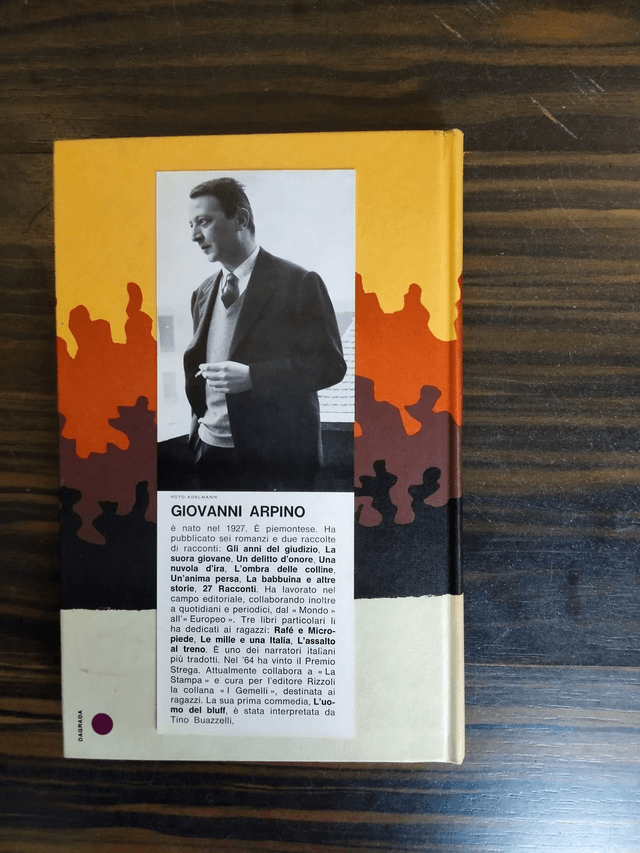 FOTO ADELMANN
GIOVANNI ARPINO
è nato nel 1927. È piemontese. Ha
pubblicato sei romanzi e due raccolte
di racconti: Gli anni del giudizio, La
suora giovane, Un delitto d'onore, Una
nuvola d'ira, L'ombra delle colline,
Un'anima persa, La babbuina e altre
storie, 27 Racconti. Ha lavorato nel
campo editoriale, collaborando inoltre
a quotidiani e periodici, dal « Mondo »
all'« Europeo ». Tre libri particolari li
ha dedicati ai ragazzi: Rafé e Micro-
piede, Le mille e una Italia, L'assalto
al treno. È uno dei narratori italiani
più tradotti. Nel '64 ha vinto il Premio
Strega. Attualmente collabora a « La
Stampa » e cura per l'editore Rizzoli
la collana « I Gemelli », destinata ai
ragazzi. La sua prima commedia, L'uo-
mo del bluff, è stata interpretata da
Tino Buazzelli,
DAGRADA